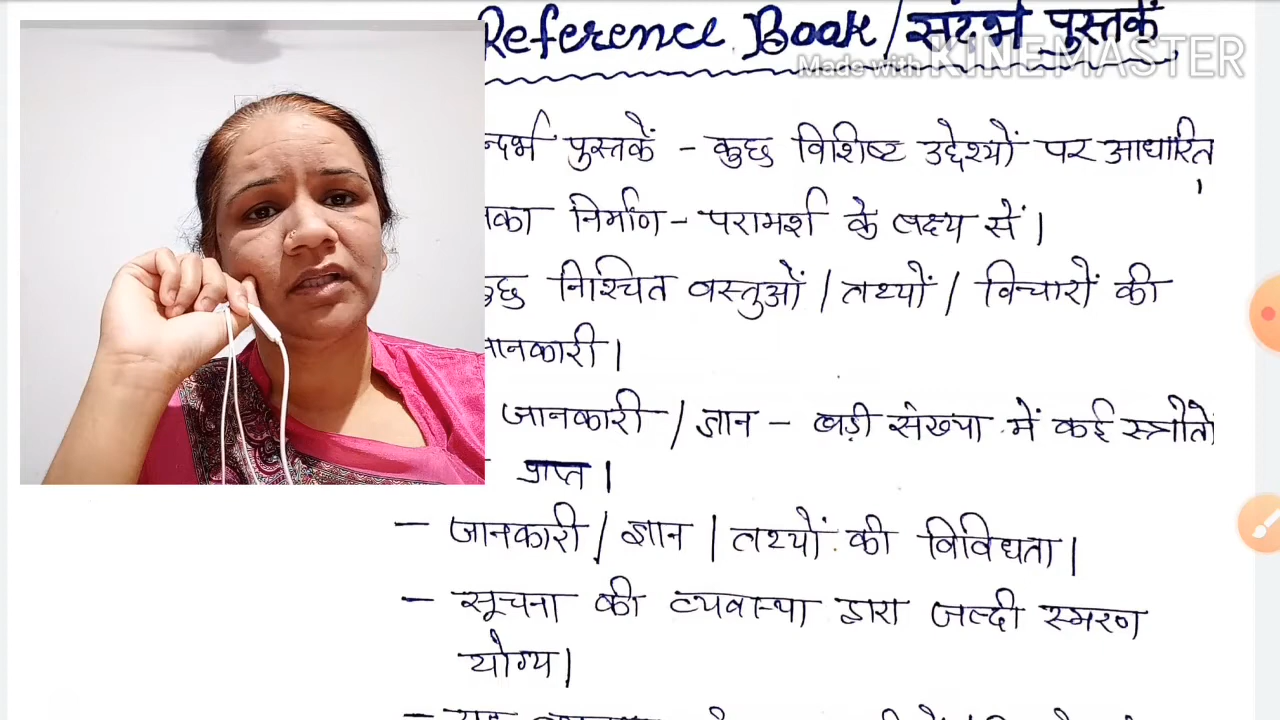 Reference Book / संदर्भ पुस्तकें
Made with KINEMASTER
न्दर्भ पुस्तकें - कुछ विशिष्ट उद्देश्यों पर आधारित,
नका निर्माण - परामर्श के लक्ष्य सें।
कुछ निश्चित वस्तुओं / तथ्यों / विचारों की
जानकारी।
जानकारी / ज्ञान - बड़ी संख्या में कई स्त्रोतों
प्राप्त।
- जानकारी / ज्ञान / तथ्यों की विविधता।
- सूचना की व्यवस्था द्वारा जल्दी स्मरण
योग्य।